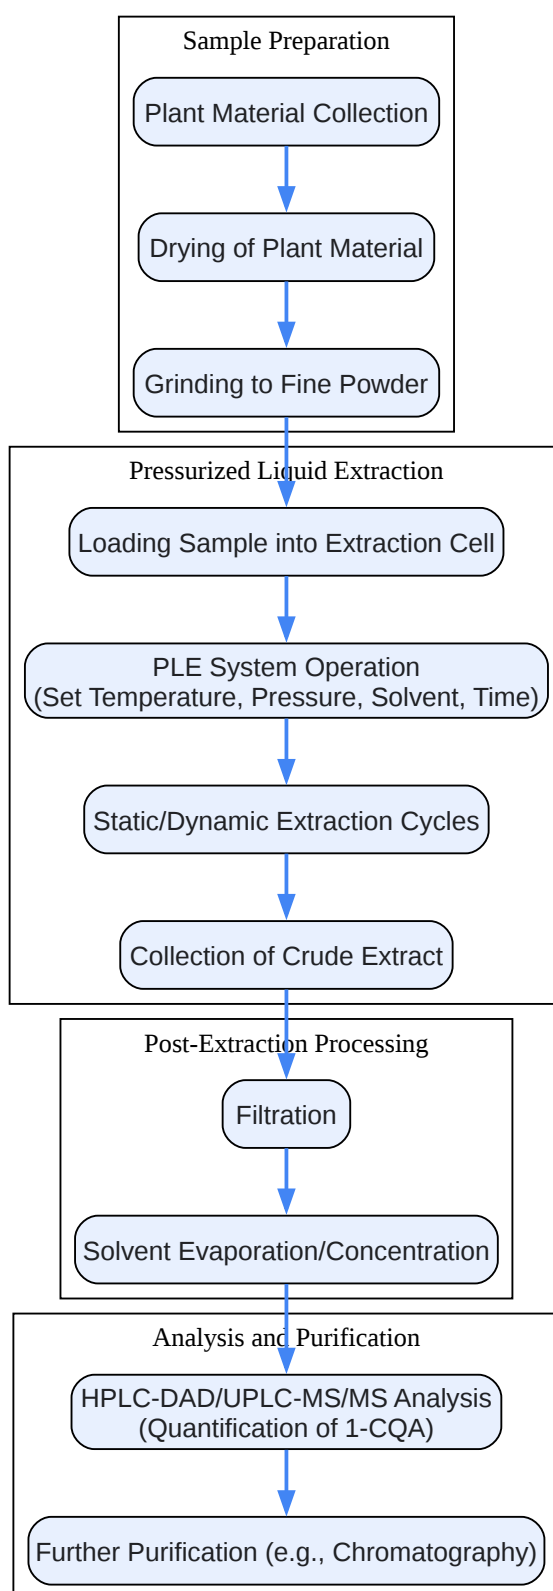 Sample Preparation
Plant Material Collection
Drying of Plant Material
Grinding to Fine Powder
Pressurized Liquid Extraction
Loading Sample into Extraction Cell
PLE System Operation
(Set Temperature, Pressure, Solvent, Time)
Static/Dynamic Extraction Cycles
Collection of Crude Extract
Post-Extraction Processing
Filtration
Solvent Evaporation/Concentration
Analysis and Purification
HPLC-DAD/UPLC-MS/MS Analysis
(Quantification of 1-CQA)
Further Purification (e.g., Chromatography)